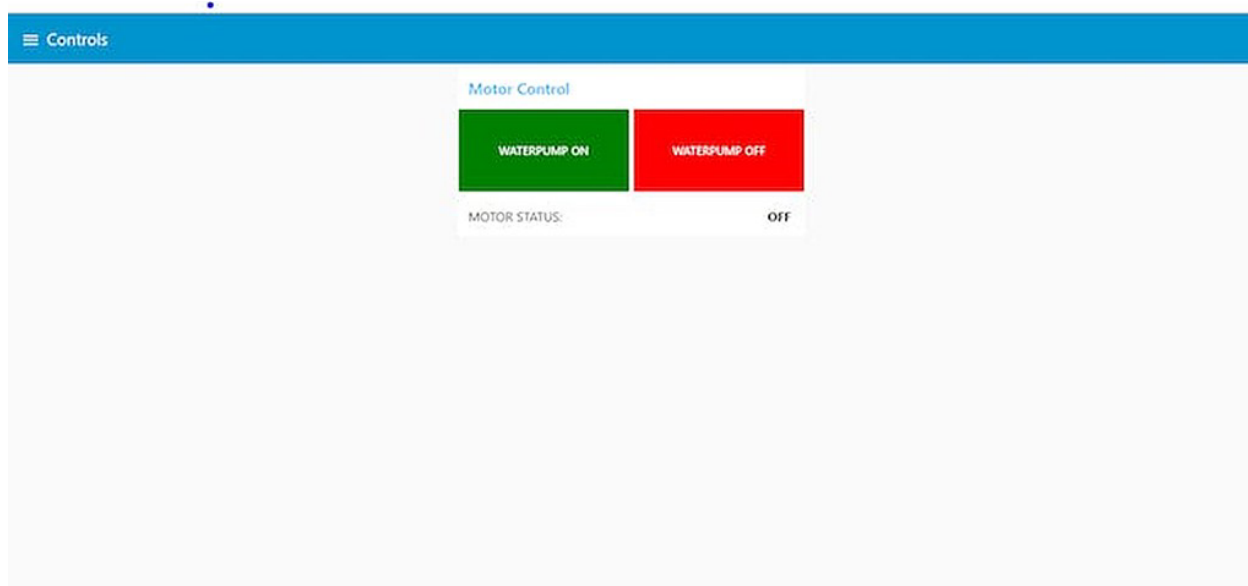 Controls
Motor Control
WATERPUMP ON
WATERPUMP OFF
MOTOR STATUS: OFF